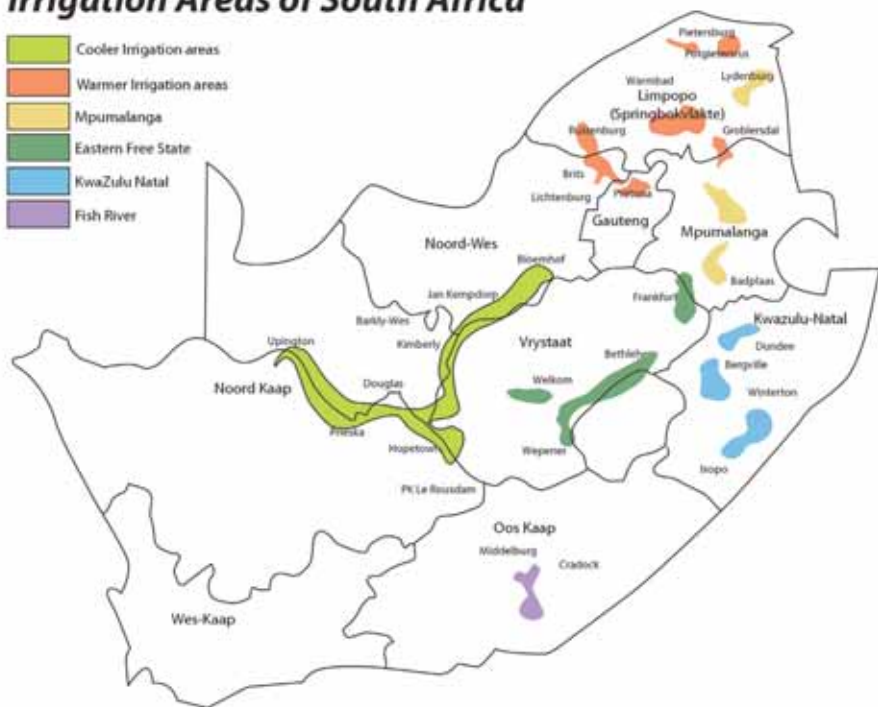 Irrigation Areas of South Africa
Cooler Irrigation areas
Warmer Irrigation areas
Mpumalanga
Eastern Free State
KwaZulu Natal
Fish River
Pietersburg
Potgietersrus
Warmbad
Lydenburg
Limpopo
(Springbokvlakte)
Rustenburg
Groblersdal
Brits
Pretoria
Lichtenburg
Gauteng
Mpumalanga
Noord-Wes
Bloemhof
Badplaas
Jan Kempdorp
Frankfurt
Barkly-Wes
Kwazulu-Natal
Upington
Kimberly
Vrystaat
Dundee
Bethlehem
Bergville
Noord Kaap
Douglas
Welkom
Winterton
Prieska
Hopetown
Wepener
Ixopo
PK Le Rousdam
Oos Kaap
Middelburg
Cradock
Wes-Kaap